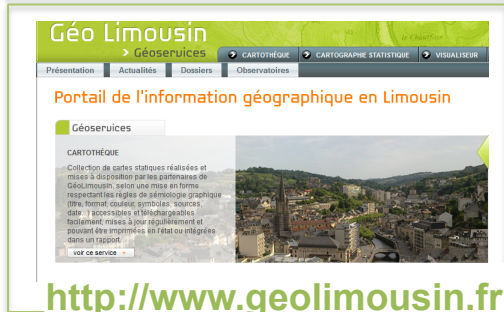 Géo Limousin
> Géoservices
CARTOTHÈQUE
CARTOGRAPHIE STATISTIQUE
VISUALISEUR
Présentation
Actualités
Dossiers
Observatoires
Portail de l'information géographique en Limousin
Géoservices
CARTOTHÈQUE
Collection de cartes statiques réalisées et
mises à disposition par les partenaires de
GéoLimousin, selon une mise en forme
respectant les règles de sémiologie graphique
(titre, format, couleur, symboles, sources,
date...) accessibles et téléchargeables
facilement, mises à jour régulièrement et
pouvant être imprimées en l'état ou intégrées
dans un rapport.
voir ce service
http://www.geolimousin.fr